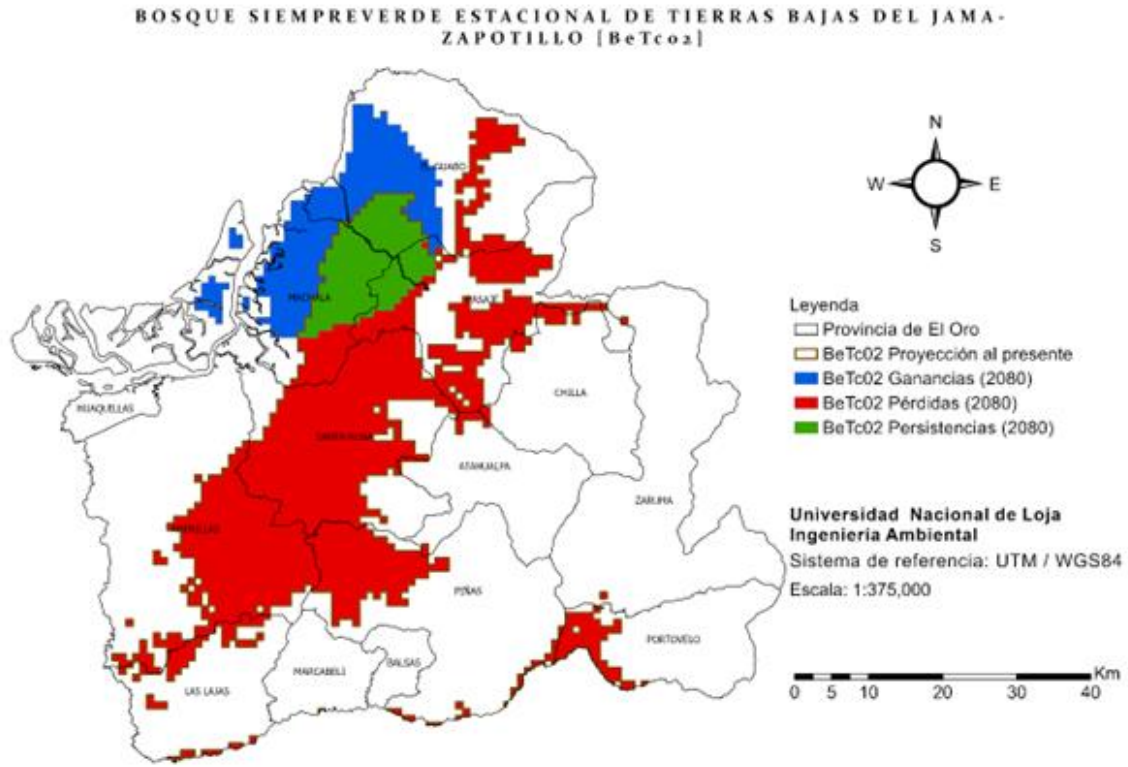 BOSQUE SIEMPREVERDE ESTACIONAL DE TIERRAS BAJAS DEL JAMA-
ZAPOTILLO [BeTc02]
N
W
E
S
GUABO
MACHALA
PASAJE
HUAQUELLAS
CHILLA
ATAHUALPA
ZARUMA
PIÑAS
PORTOVELO
MARCABELÍ
BALSAS
LAS LAJAS
Leyenda
Provincia de El Oro
BeTc02 Proyección al presente
BeTc02 Ganancias (2080)
BeTc02 Pérdidas (2080)
BeTc02 Persistencias (2080)
Universidad Nacional de Loja
Ingeniería Ambiental
Sistema de referencia: UTM / WGS84
Escala: 1:375,000
Km
0 5 10 20 30 40